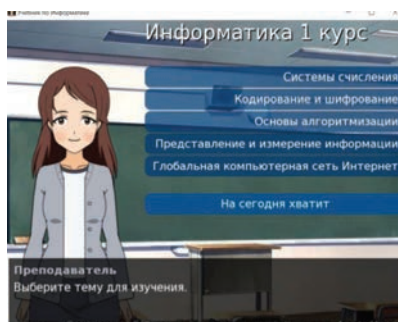 Учебник по информатике
Информатика 1 курс
Системы счисления
Кодирование и шифрование
Основы алгоритмизации
Представление и измерение информации
Глобальная компьютерная сеть Интернет
На сегодня хватит
Преподаватель
Выберите тему для изучения.